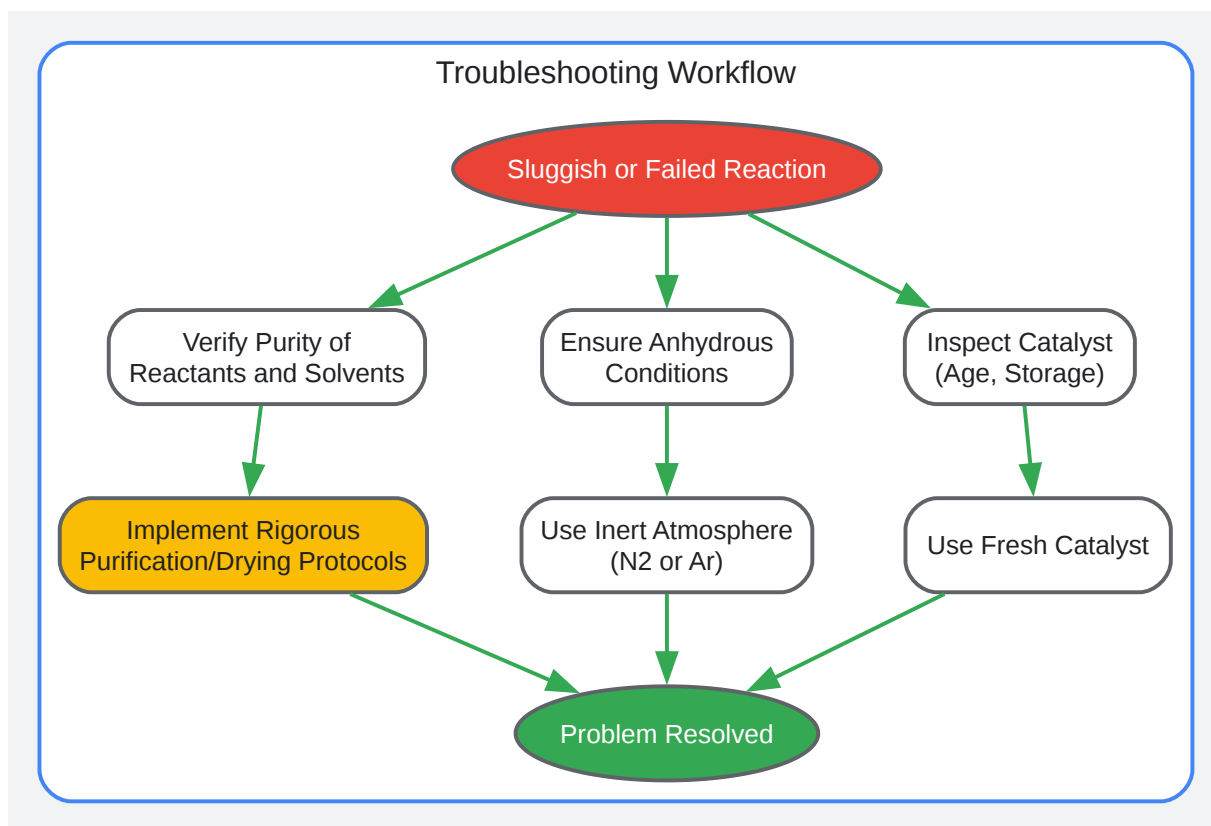 Troubleshooting Workflow
Sluggish or Failed Reaction
Verify Purity of
Reactants and Solvents
Ensure Anhydrous
Conditions
Inspect Catalyst
(Age, Storage)
Implement Rigorous
Purification/Drying Protocols
Use Inert Atmosphere
(N2 or Ar)
Use Fresh Catalyst
Problem Resolved